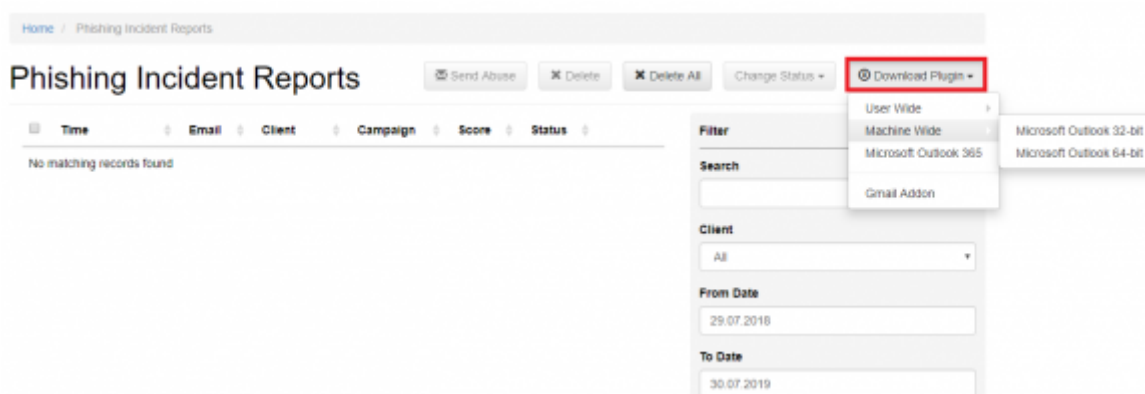 Home / Phishing Incident Reports
Phishing Incident Reports
Send Abuse
Delete
Delete All
Change Status
Download Plugin
User Wide
Machine Wide
Microsoft Outlook 32-bit
Microsoft Outlook 64-bit
Microsoft Outlook 365
Gmail Addon
Time Email Client Campaign Score Status
No matching records found
Filter
Search
Client
All
From Date
29.07.2018
To Date
30.07.2019